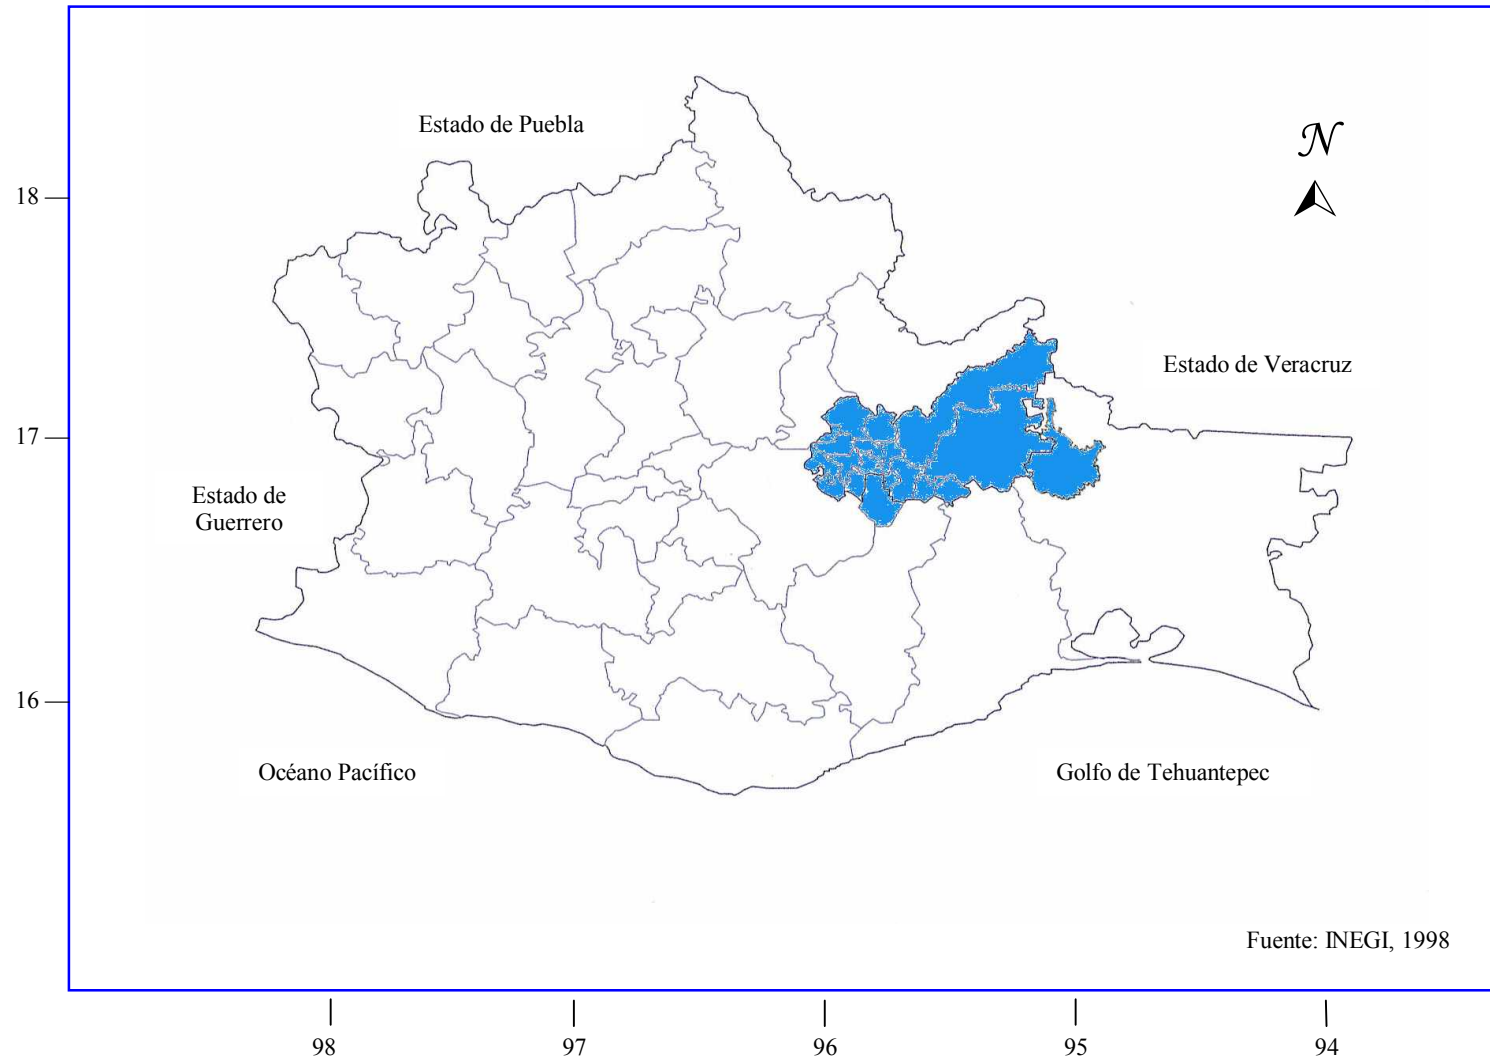 Estado de Puebla
N
18
Estado de Veracruz
17
Estado de
Guerrero
16
Océano Pacífico
Golfo de Tehuantepec
Fuente: INEGI, 1998
98
97
96
95
94